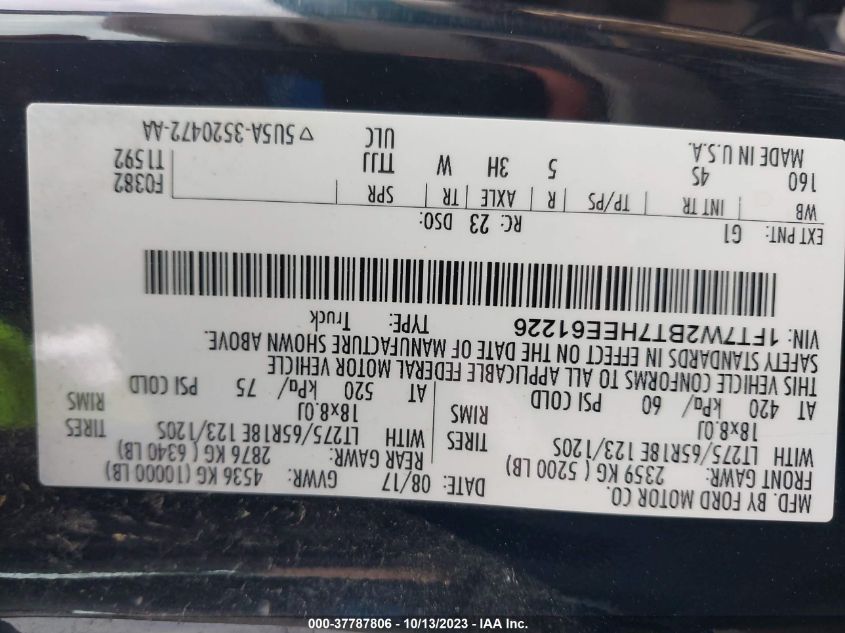 MFD. BY FORD MOTOR CO.
DATE: 08/17 GVWR: 4536 KG (10000 LB)
FRONT GAWR: 2359 KG ( 5200 LB) REAR GAWR: 2876 KG ( 6340 LB)
WITH LT275/65R18E 123/120S TIRES WITH LT275/65R18E 123/120S TIRES
18x8.0J RIMS 18x8.0J RIMS
AT 420 kPa/ 60 PSI COLD AT 520 kPa/ 75 PSI COLD
THIS VEHICLE CONFORMS TO ALL APPLICABLE FEDERAL MOTOR VEHICLE
SAFETY STANDARDS IN EFFECT ON THE DATE OF MANUFACTURE SHOWN ABOVE.
VIN: 1FT7W2BT7HEE61226 TYPE: Truck
EXT PNT: G1 RC: 23 DSO:
WB INT TR TP/PS R AXLE TR SPR F0382
160 4S 5 3H W TTJJ T1592
MADE IN U.S.A. ULC ▽ 5U5A-3520472-AA
000-37787806 - 10/13/2023 - IAA Inc.